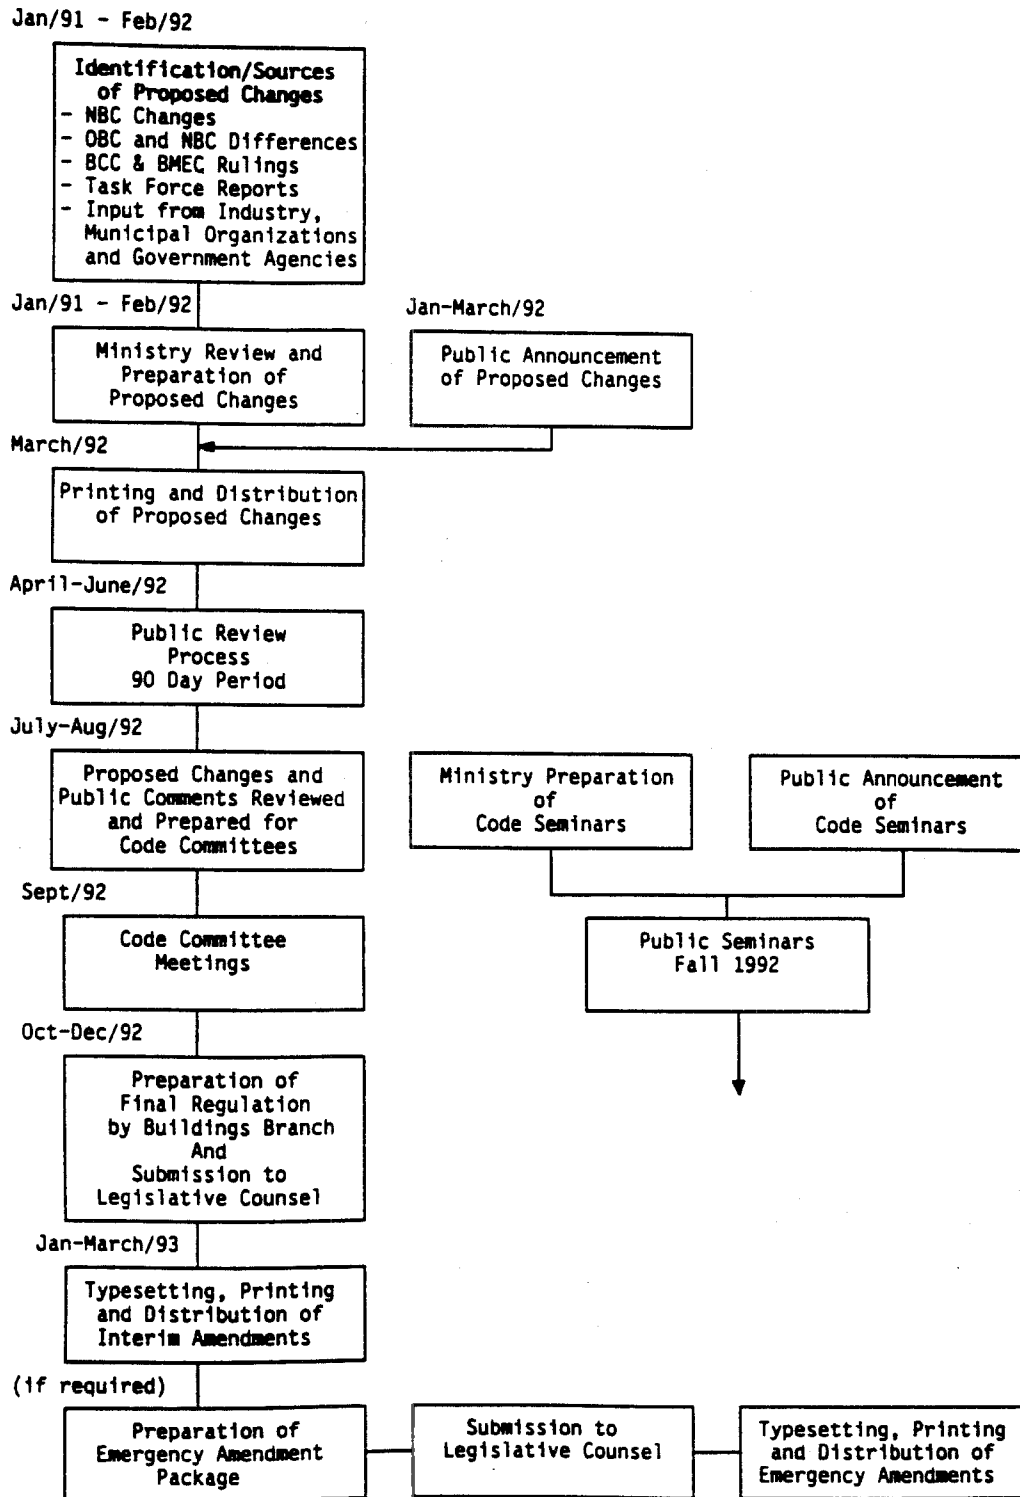 Jan/91 - Feb/92
Identification/Sources
of Proposed Changes
- NBC Changes
- OBC and NBC Differences
- BCC & BMEC Rulings
- Task Force Reports
- Input from Industry,
Municipal Organizations
and Government Agencies
Jan/91 - Feb/92
Ministry Review and
Preparation of
Proposed Changes
Jan-March/92
Public Announcement
of Proposed Changes
March/92
Printing and Distribution
of Proposed Changes
April-June/92
Public Review
Process
90 Day Period
July-Aug/92
Proposed Changes and
Public Comments Reviewed
and Prepared for
Code Committees
Ministry Preparation
of
Code Seminars
Public Announcement
of
Code Seminars
Sept/92
Code Committee
Meetings
Public Seminars
Fall 1992
Oct-Dec/92
Preparation of
Final Regulation
by Buildings Branch
And
Submission to
Legislative Counsel
Jan-March/93
Typesetting, Printing
and Distribution of
Interim Amendments
(if required)
Preparation of
Emergency Amendment
Package
Submission to
Legislative Counsel
Typesetting, Printing
and Distribution of
Emergency Amendments